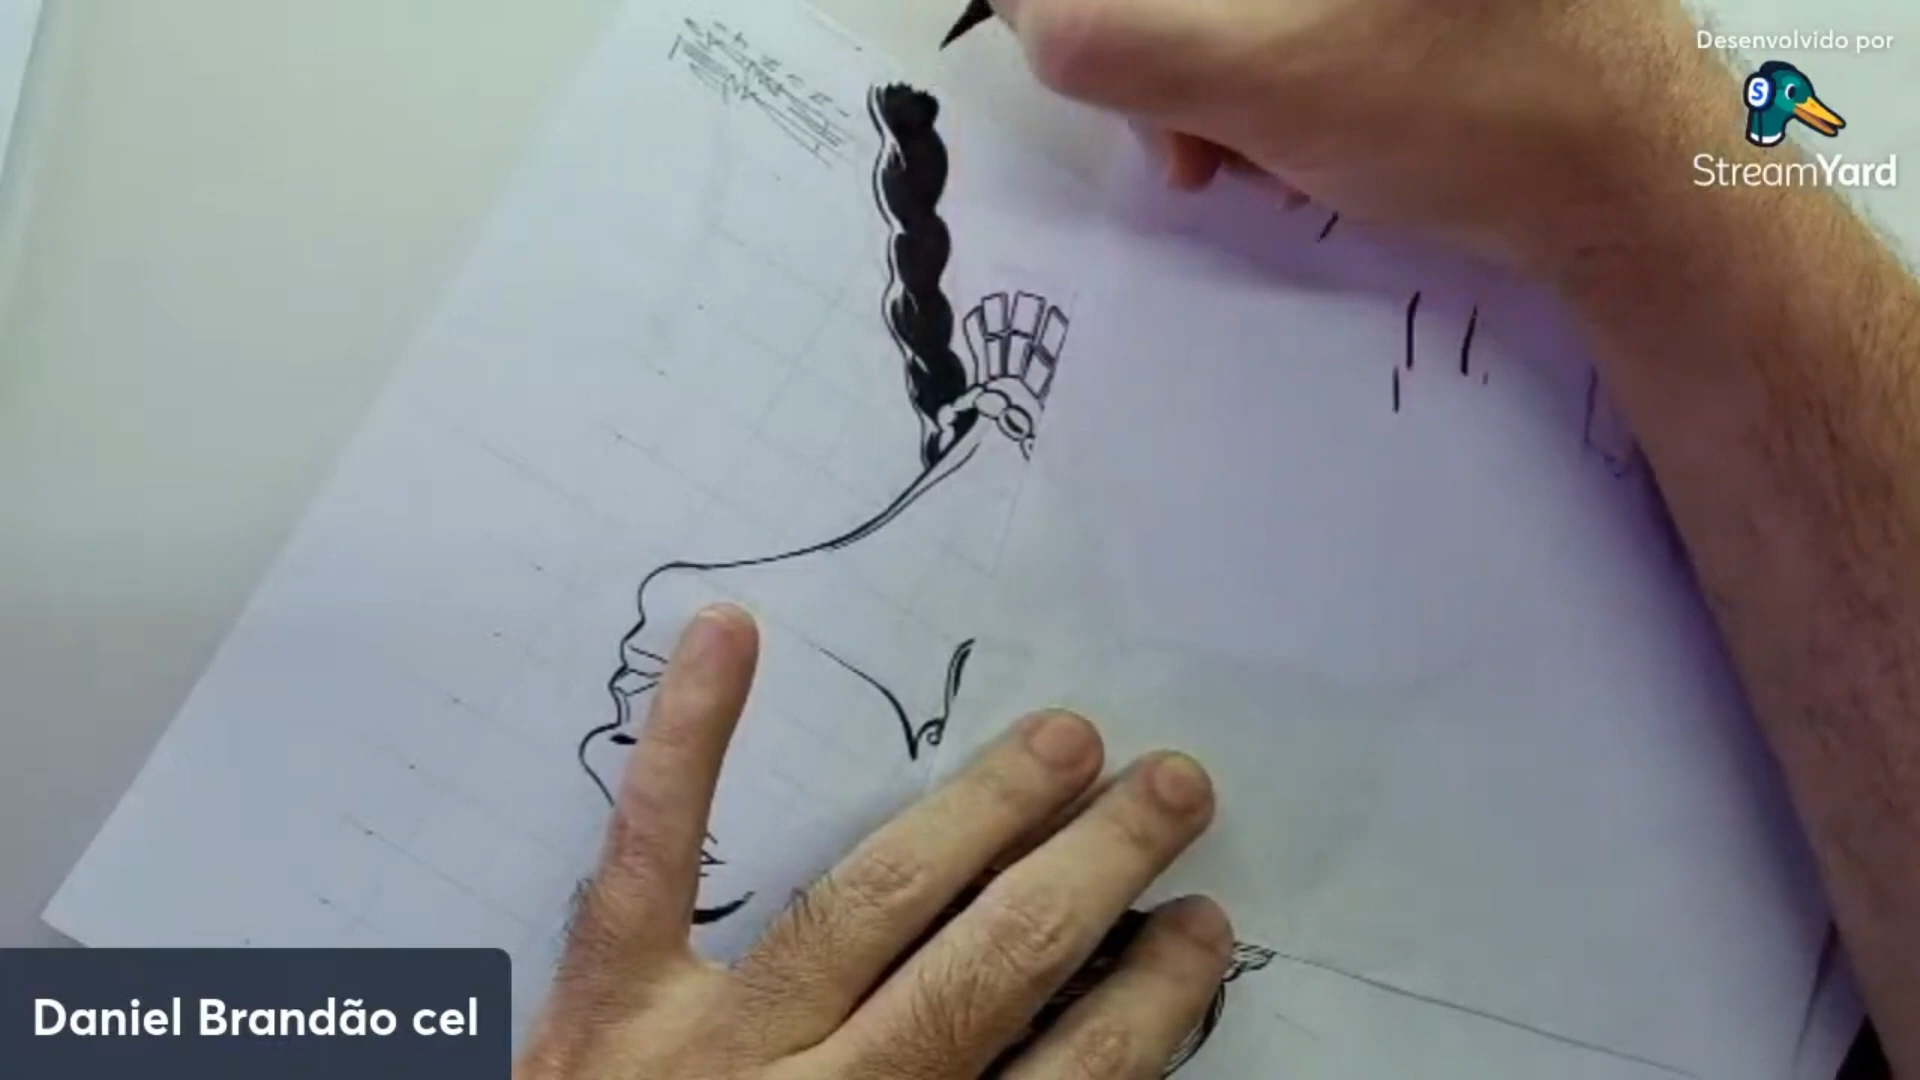 Desenvolvido por
S
StreamYard
Daniel Brandão cel